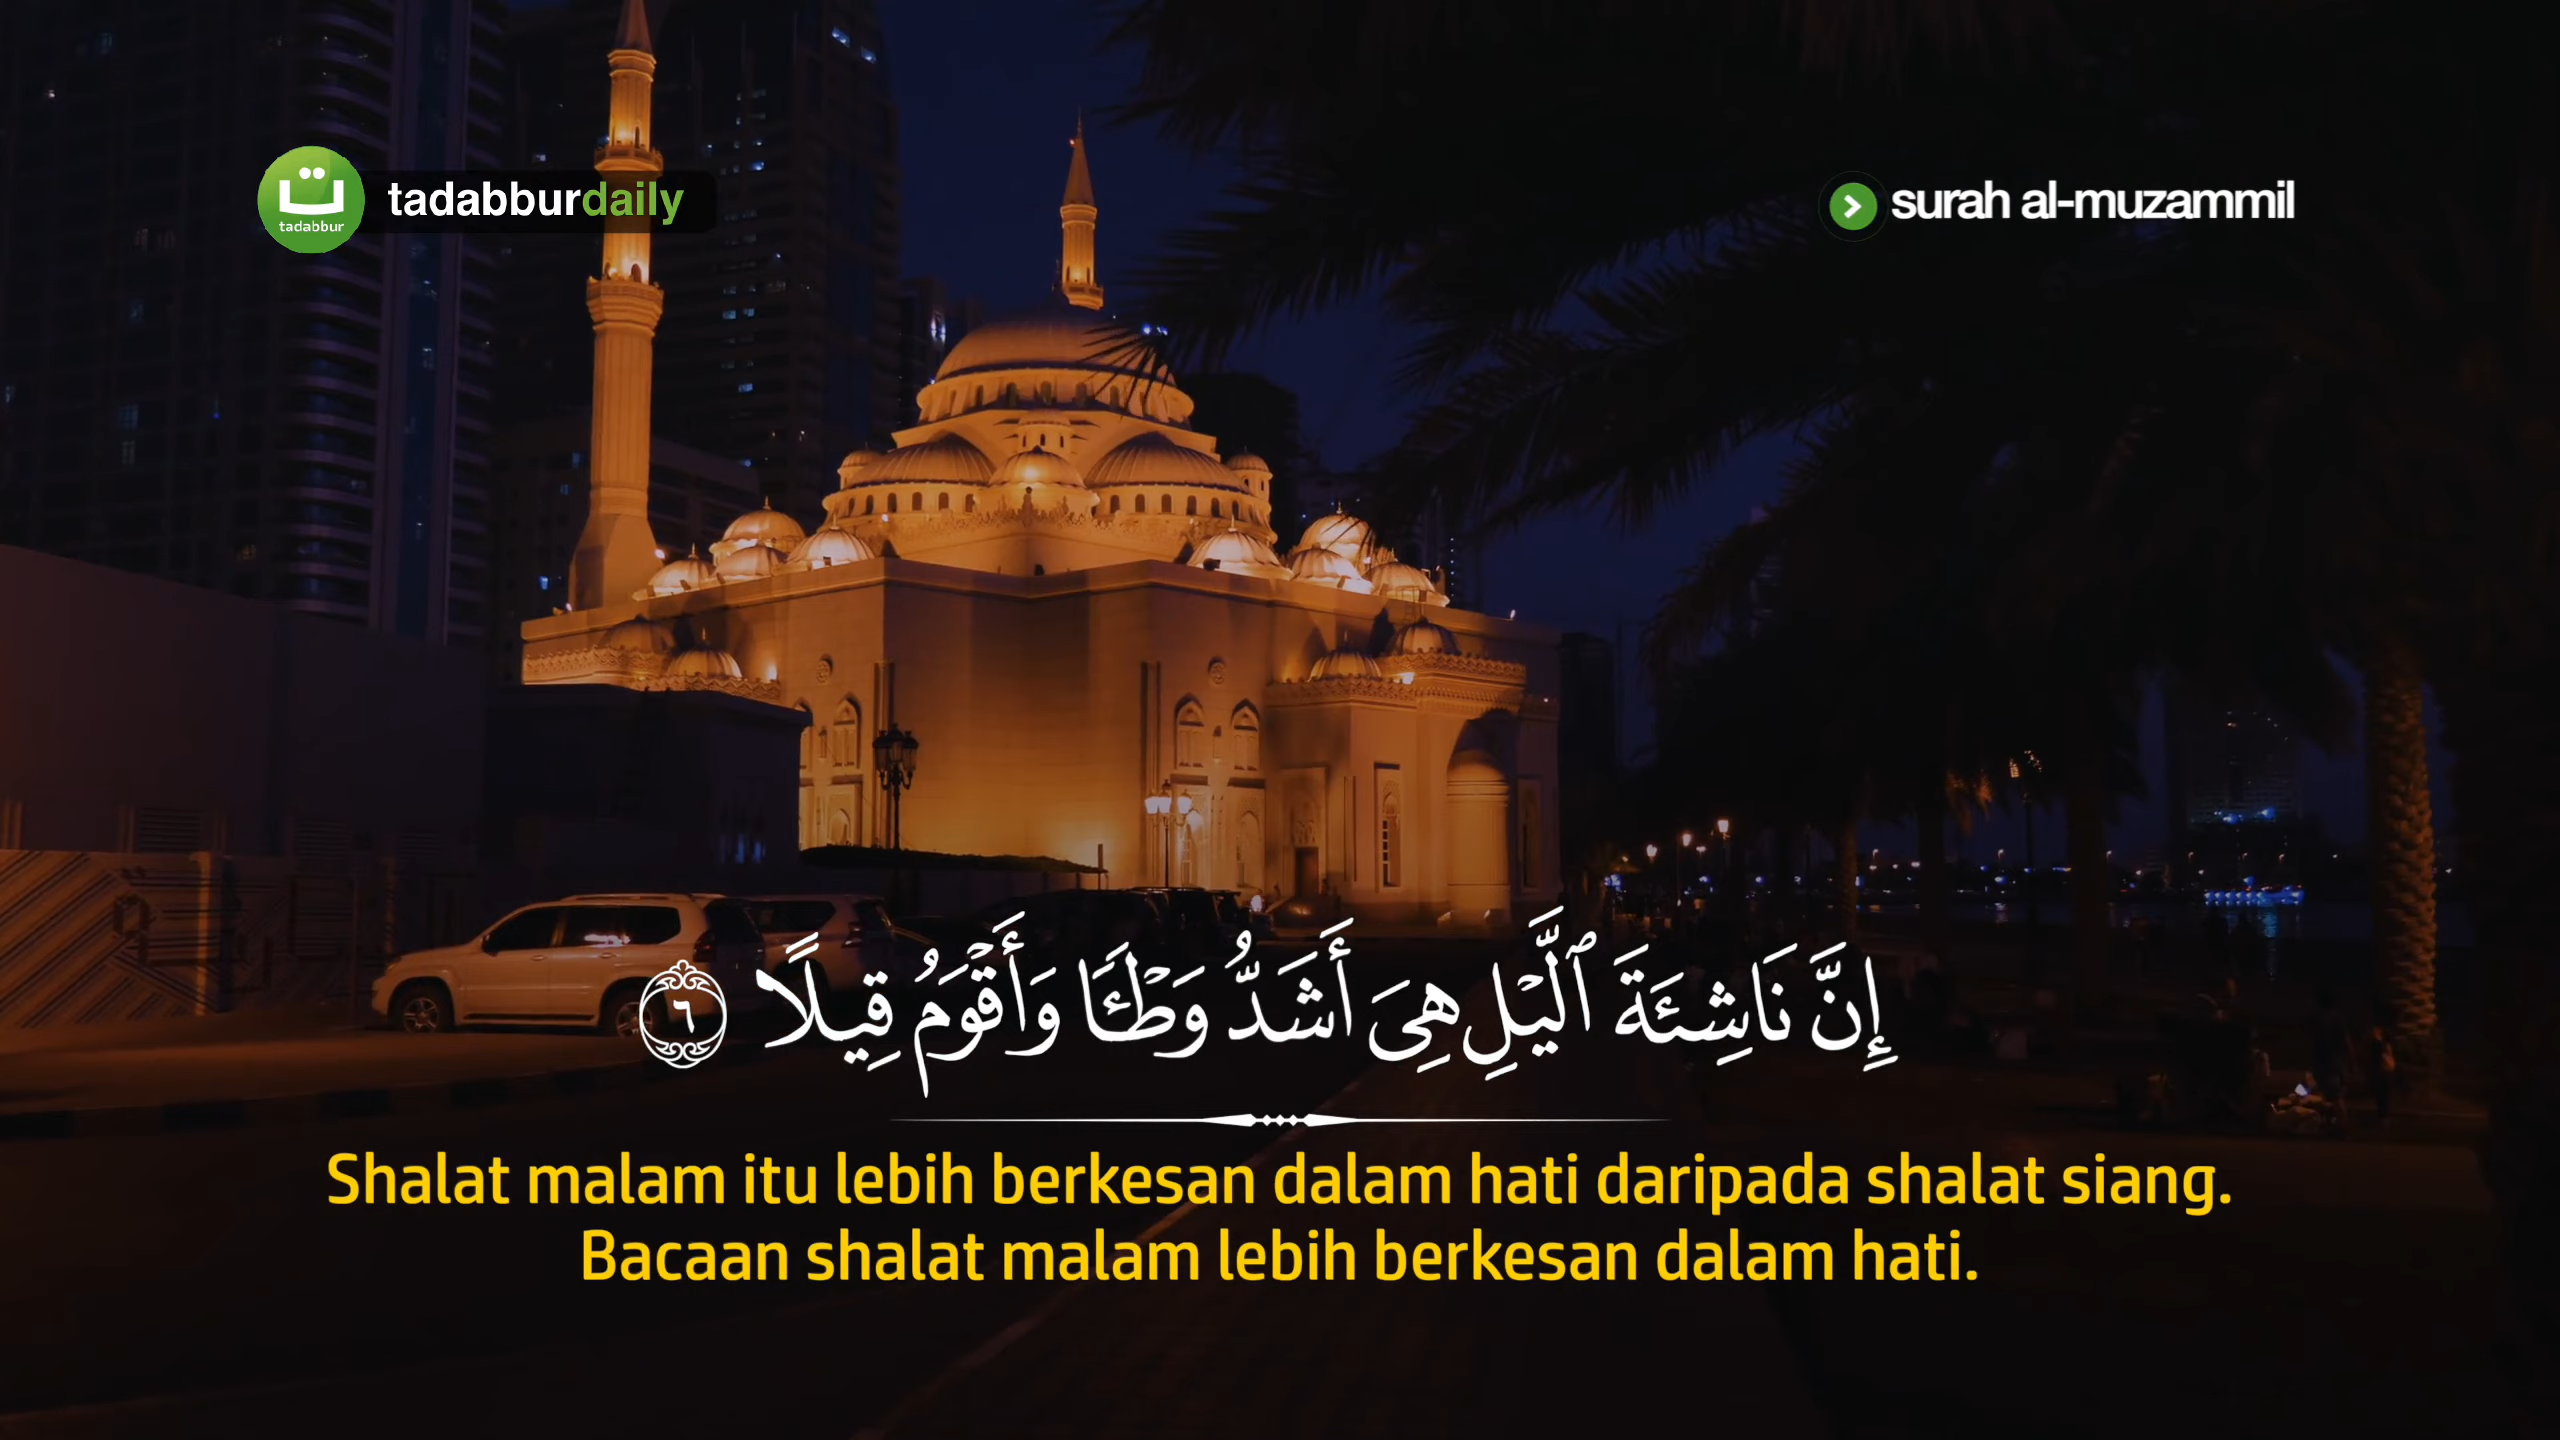 ت
tadabbur
tadabburdaily
surah al-muzammil
إِنَّ نَاشِئَةَ ٱلَّيْلِ هِىَ أَشَدُّ وَطْـًٔا وَأَقْوَمُ قِيلًا ٦
Shalat malam itu lebih berkesan dalam hati daripada shalat siang.
Bacaan shalat malam lebih berkesan dalam hati.